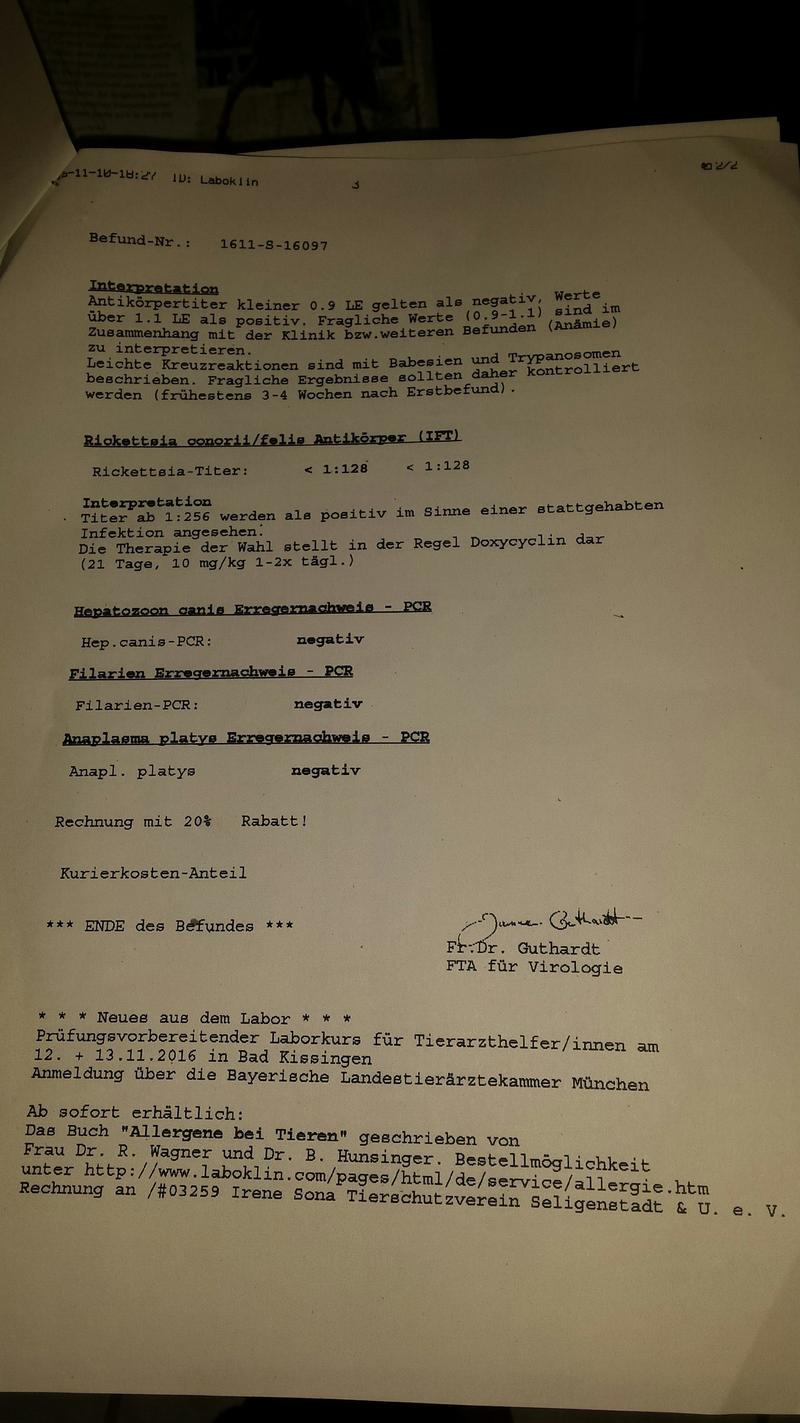 -11-10-18:27 ID: Laboklin 3 2/2
Befund-Nr.: 1611-S-16097
Interpretation
Antikörpertiter kleiner 0.9 LE gelten als negativ, Werte
über 1.1 LE als positiv. Fragliche Werte (0.9-1.1) sind im
Zusammenhang mit der Klinik bzw.weiteren Befunden (Anämie)
zu interpretieren.
Leichte Kreuzreaktionen sind mit Babesien und Trypanosomen
beschrieben. Fragliche Ergebnisse sollten daher kontrolliert
werden (frühestens 3-4 Wochen nach Erstbefund).
Rickettsia conorii/felis Antikörper (IFT)
Rickettsia-Titer: < 1:128 < 1:128
Interpretation
Titer ab 1:256 werden als positiv im Sinne einer stattgehabten
Infektion angesehen.
Die Therapie der Wahl stellt in der Regel Doxycyclin dar
(21 Tage, 10 mg/kg 1-2x tägl.)
Hepatozoon canis Erregernachweis - PCR
Hep.canis-PCR: negativ
Filarien Erregernachweis - PCR
Filarien-PCR: negativ
Anaplasma platys Erregernachweis - PCR
Anapl. platys negativ
Rechnung mit 20% Rabatt!
Kurierkosten-Anteil
*** ENDE des Befundes ***
Fr.Dr. Guthardt
FTA für Virologie
* * * Neues aus dem Labor * * *
Prüfungsvorbereitender Laborkurs für Tierarzthelfer/innen am
12. + 13.11.2016 in Bad Kissingen
Anmeldung über die Bayerische Landestierärztekammer München
Ab sofort erhältlich:
Das Buch "Allergene bei Tieren" geschrieben von
Frau Dr. R. Wagner und Dr. B. Hunsinger. Bestellmöglichkeit
unter http://www.laboklin.com/pages/html/de/service/allergie.htm
Rechnung an /#03259 Irene Sona Tierschutzverein Seligenstadt & U. e. V.